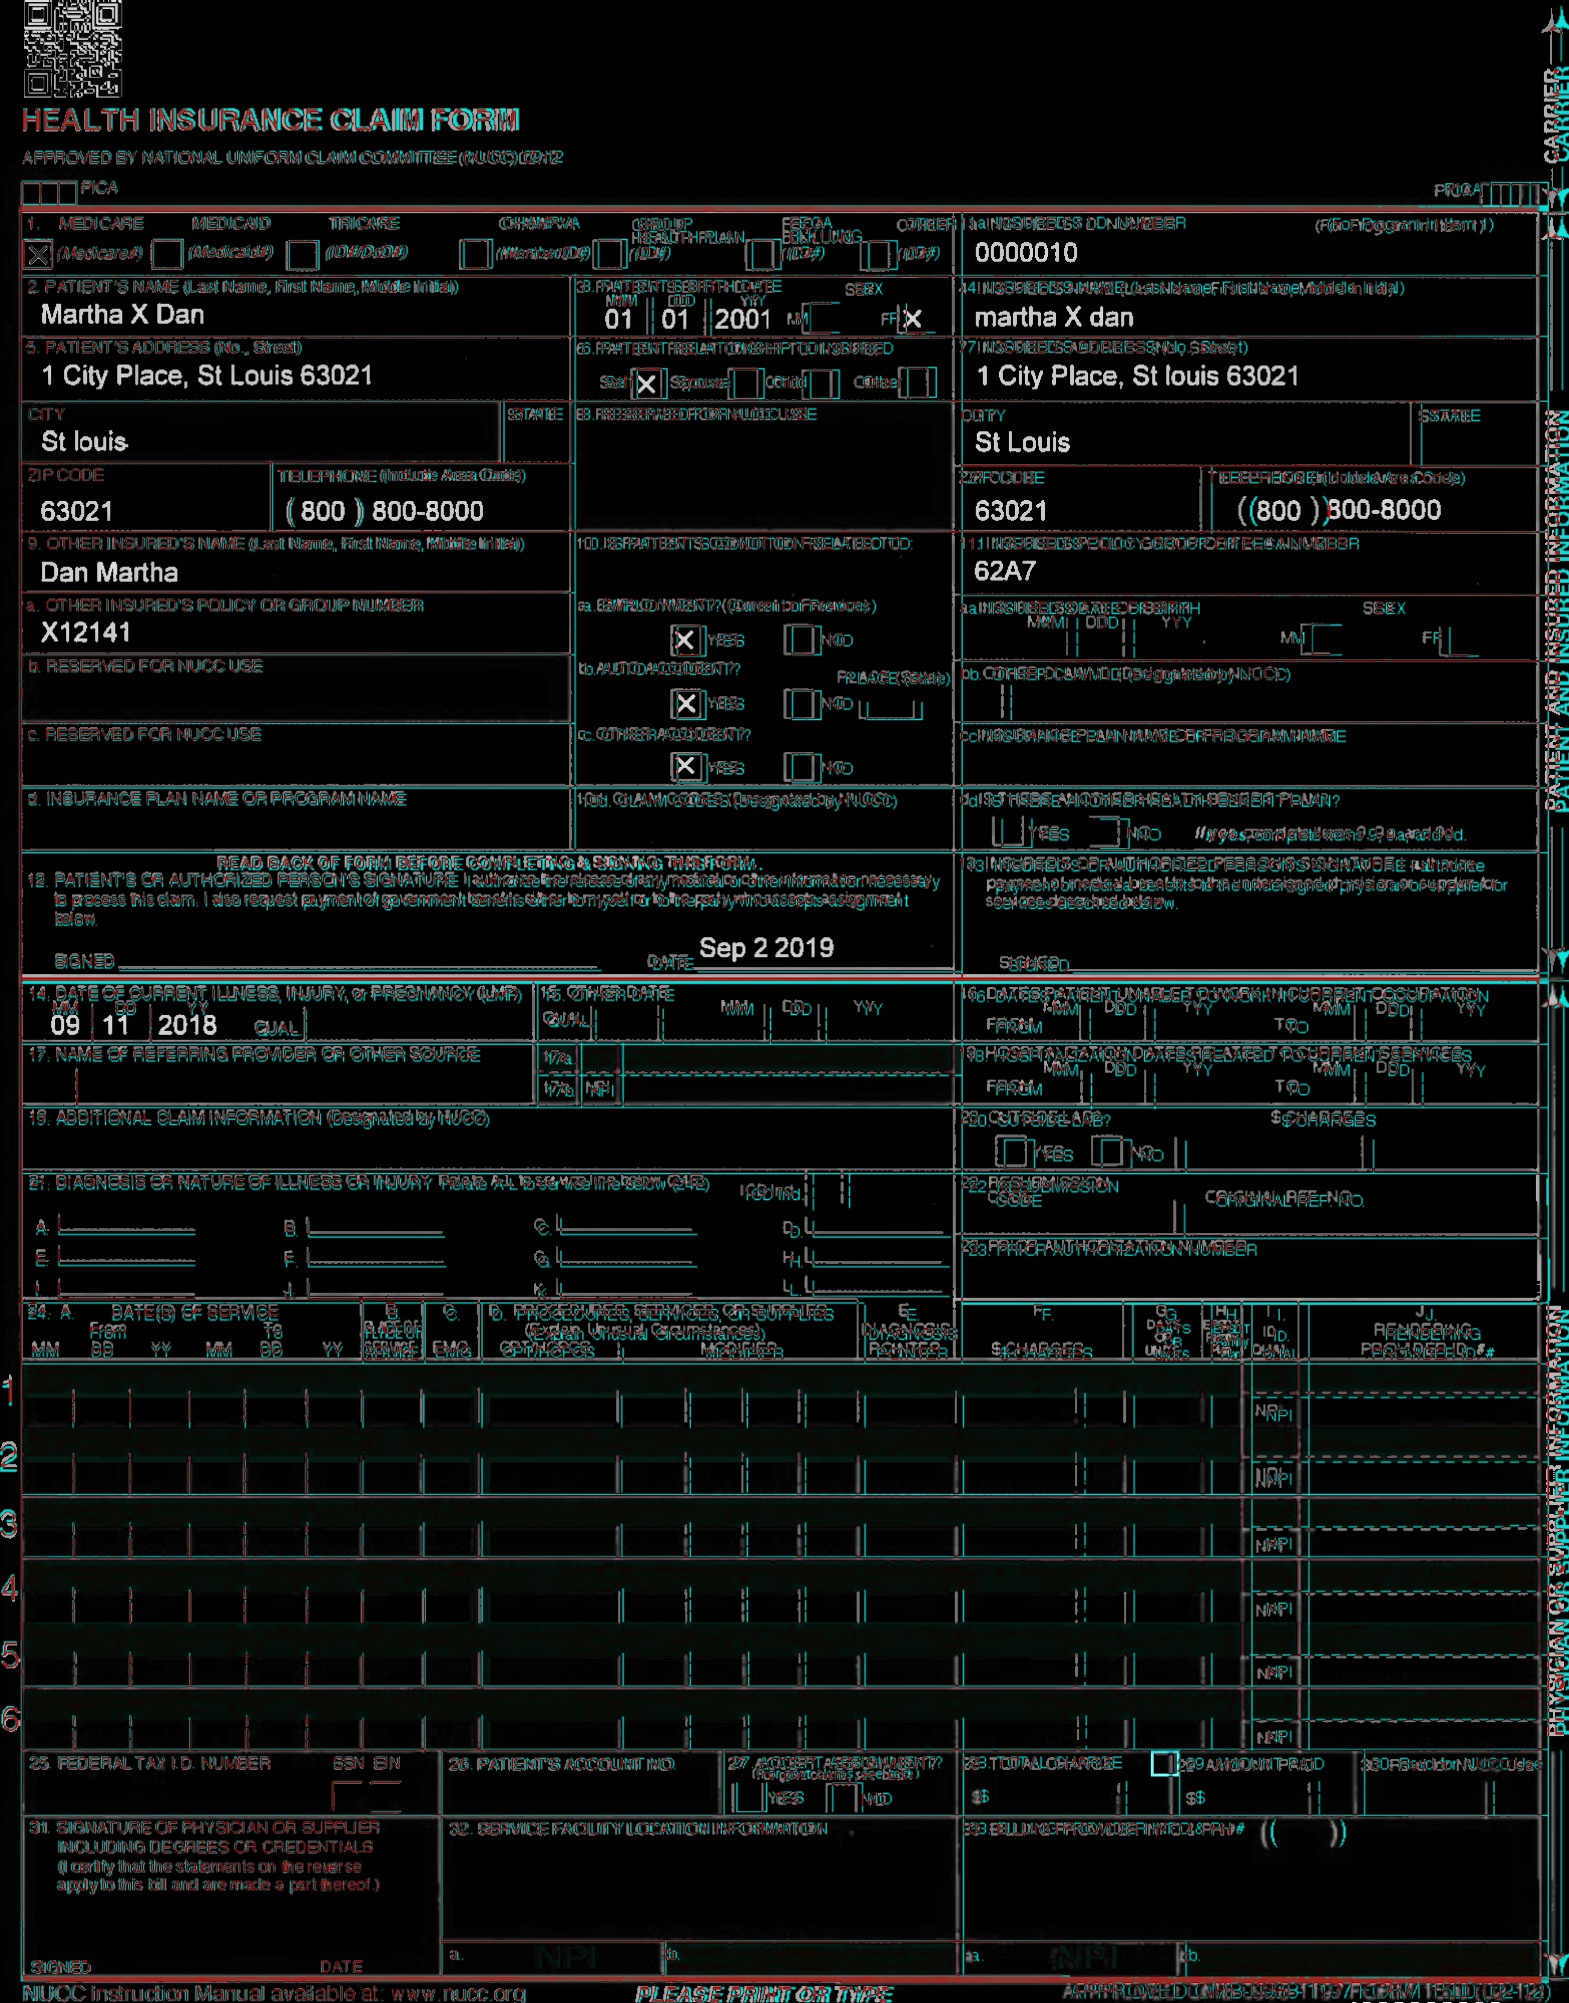 HEALTH INSURANCE CLAIM FORM
APPROVED BY NATIONAL UNIFORM CLAIM COMMITTEE (NUCC) 02/12
PICA PICA
1. MEDICARE MEDICAID TRICARE CHAMPVA GROUP HEALTH PLAN FECA BLK LUNG OTHER 1a. INSURED'S I.D. NUMBER (For Program in Item 1)
X (Medicare#) (Medicaid#) (ID#/DoD#) (Member ID#) (ID#) (ID#) (ID#) 0000010
2. PATIENT'S NAME (Last Name, First Name, Middle Initial) 3. PATIENT'S BIRTH DATE SEX 4. INSURED'S NAME (Last Name, First Name, Middle Initial)
MM DD YY
Martha X Dan 01 01 2001 M F X martha X dan
5. PATIENT'S ADDRESS (No., Street) 6. PATIENT RELATIONSHIP TO INSURED 7. INSURED'S ADDRESS (No., Street)
1 City Place, St Louis 63021 Self X Spouse Child Other 1 City Place, St louis 63021
CITY STATE 8. RESERVED FOR NUCC USE CITY STATE
St louis St Louis
ZIP CODE TELEPHONE (Include Area Code) ZIP CODE TELEPHONE (Include Area Code)
63021 (800) 800-8000 63021 (800) 800-8000
9. OTHER INSURED'S NAME (Last Name, First Name, Middle Initial) 10. IS PATIENT'S CONDITION RELATED TO: 11. INSURED'S POLICY GROUP OR FECA NUMBER
Dan Martha 62A7
a. OTHER INSURED'S POLICY OR GROUP NUMBER a. EMPLOYMENT? (Current or Previous) a. INSURED'S DATE OF BIRTH SEX
MM DD YY
X12141 X YES NO M F
b. RESERVED FOR NUCC USE b. AUTO ACCIDENT? PLACE (State) b. OTHER CLAIM ID (Designated by NUCC)
X YES NO
c. RESERVED FOR NUCC USE c. OTHER ACCIDENT? c. INSURANCE PLAN NAME OR PROGRAM NAME
X YES NO
d. INSURANCE PLAN NAME OR PROGRAM NAME 10d. CLAIM CODES (Designated by NUCC) d. IS THERE ANOTHER HEALTH BENEFIT PLAN?
YES NO If yes, complete items 9, 9a, and 9d.
READ BACK OF FORM BEFORE COMPLETING & SIGNING THIS FORM.
12. PATIENT'S OR AUTHORIZED PERSON'S SIGNATURE I authorize the release of any medical or other information necessary
to process this claim. I also request payment of government benefits either to myself or to the party who accepts assignment
below.
13. INSURED'S OR AUTHORIZED PERSON'S SIGNATURE I authorize
payment of medical benefits to the undersigned physician or supplier for
services described below.
SIGNED DATE Sep 2 2019 SIGNED
14. DATE OF CURRENT ILLNESS, INJURY, or PREGNANCY (LMP) 15. OTHER DATE 16. DATES PATIENT UNABLE TO WORK IN CURRENT OCCUPATION
MM DD YY MM DD YY MM DD YY MM DD YY
09 11 2018 QUAL. QUAL. FROM TO
17. NAME OF REFERRING PROVIDER OR OTHER SOURCE 17a. 18. HOSPITALIZATION DATES RELATED TO CURRENT SERVICES
MM DD YY MM DD YY
17b. NPI FROM TO
19. ADDITIONAL CLAIM INFORMATION (Designated by NUCC) 20. OUTSIDE LAB? $ CHARGES
YES NO
21. DIAGNOSIS OR NATURE OF ILLNESS OR INJURY Relate A-L to service line below (24E) ICD Ind. 22. RESUBMISSION CODE ORIGINAL REF. NO.
A. B. C. D.
E. F. G. H. 23. PRIOR AUTHORIZATION NUMBER
I. J. K. L.
24. A. DATE(S) OF SERVICE B. C. D. PROCEDURES, SERVICES, OR SUPPLIES E. F. G. H. I. J.
From To PLACE OF (Explain Unusual Circumstances) DIAGNOSIS DAYS OR ID. RENDERING
MM DD YY MM DD YY SERVICE EMG CPT/HCPCS MODIFIER POINTER $ CHARGES UNITS QUAL. PROVIDER ID. #
1 NPI
2 NPI
3 NPI
4 NPI
5 NPI
6 NPI
25. FEDERAL TAX I.D. NUMBER SSN EIN 26. PATIENT'S ACCOUNT NO. 27. ACCEPT ASSIGNMENT? 28. TOTAL CHARGE 29. AMOUNT PAID 30. Rsvd for NUCC Use
(For govt. claims, see back)
YES NO $ $
31. SIGNATURE OF PHYSICIAN OR SUPPLIER 32. SERVICE FACILITY LOCATION INFORMATION 33. BILLING PROVIDER INFO & PH # ( )
INCLUDING DEGREES OR CREDENTIALS
(I certify that the statements on the reverse
apply to this bill and are made a part thereof.)
SIGNED DATE a. NPI b. a. NPI b.
NUCC Instruction Manual available at: www.nucc.org PLEASE PRINT OR TYPE APPROVED OMB-0938-1197 FORM 1500 (02-12)
CARRIER
PATIENT AND INSURED INFORMATION
PHYSICIAN OR SUPPLIER INFORMATION